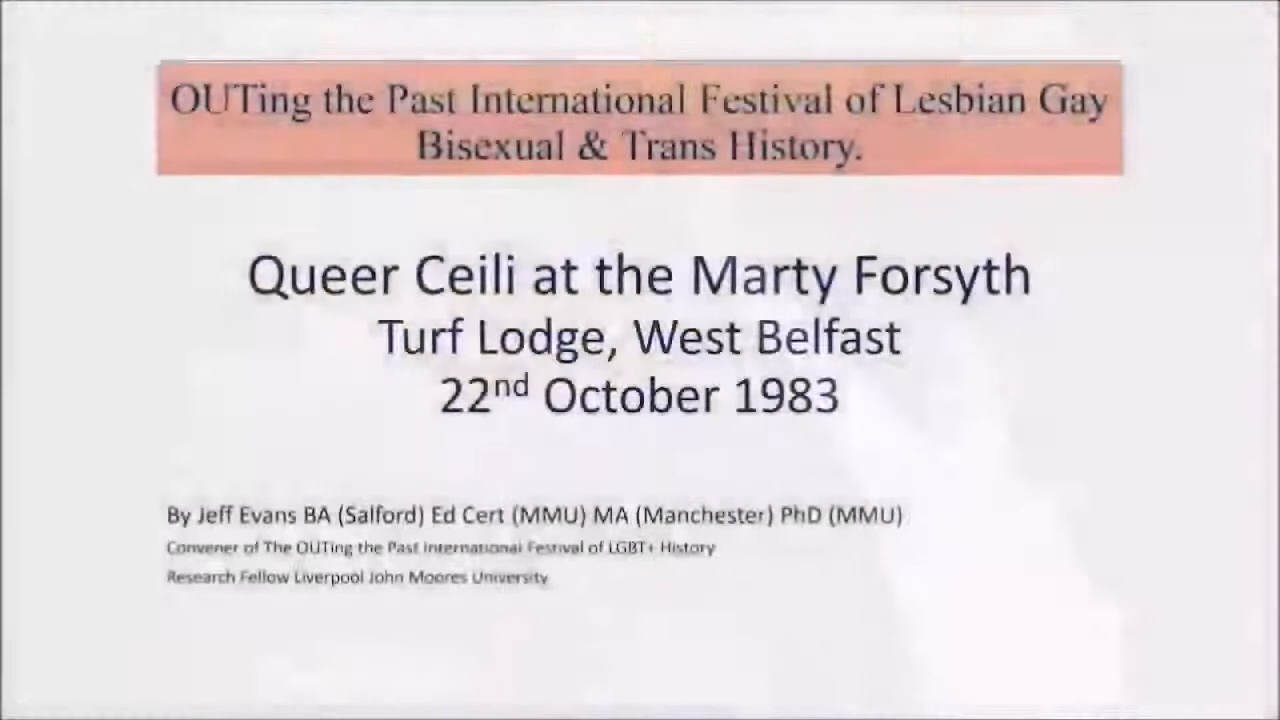 OUTing the Past International Festival of Lesbian Gay
Bisexual & Trans History.
Queer Ceili at the Marty Forsyth
Turf Lodge, West Belfast
22nd October 1983
By Jeff Evans BA (Salford) Ed Cert (MMU) MA (Manchester) PhD (MMU)
Convener of The OUTing the Past International Festival of LGBT+ History
Research Fellow Liverpool John Moores University